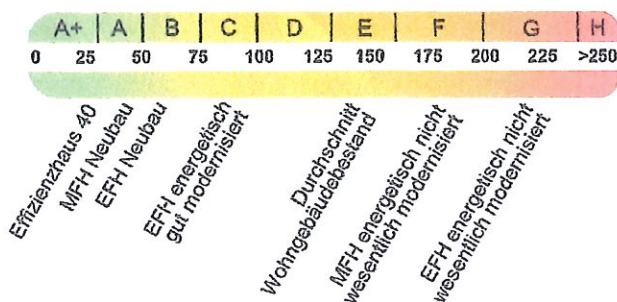 A+ A B C D E F G H
0 25 50 75 100 125 150 175 200 225 >250
Effizienzhaus 40
MFH Neubau
EFH Neubau
EFH energetisch
gut modernisiert
Durchschnitt
Wohngebäudebestand
MFH energetisch nicht
wesentlich modernisiert
EFH energetisch nicht
wesentlich modernisiert